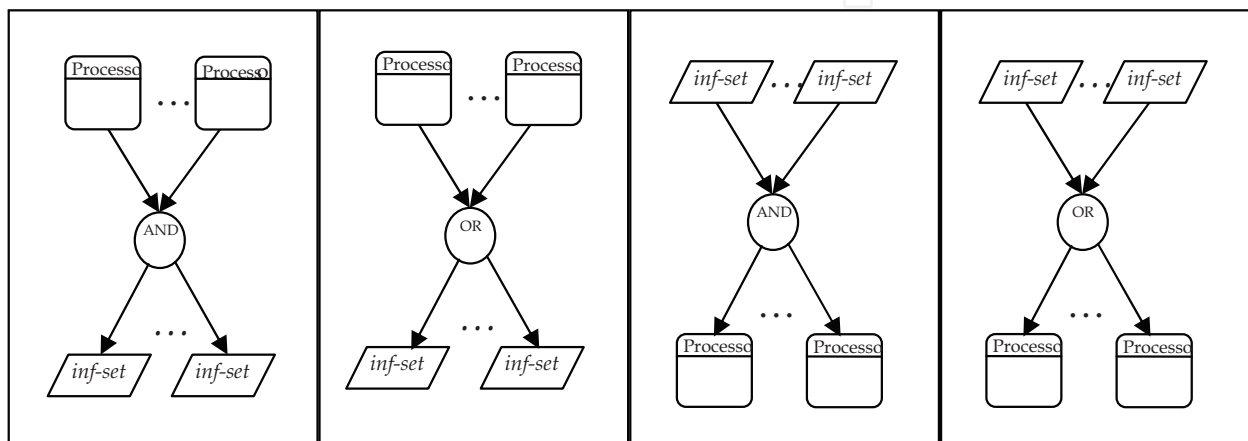 Processo
...
Processo
AND
...
inf-set
inf-set
Processo
...
Processo
OR
...
inf-set
inf-set
inf-set
...
inf-set
AND
...
Processo
Processo
inf-set
...
inf-set
OR
...
Processo
Processo